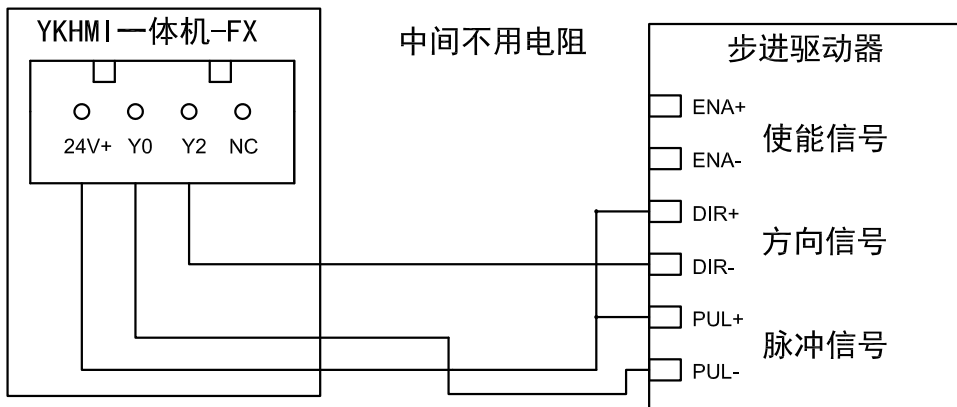 YKHMI一体机-FX
中间不用电阻
步进驱动器
24V+ Y0 Y2 NC
ENA+
使能信号
ENA-
DIR+
方向信号
DIR-
PUL+
脉冲信号
PUL-